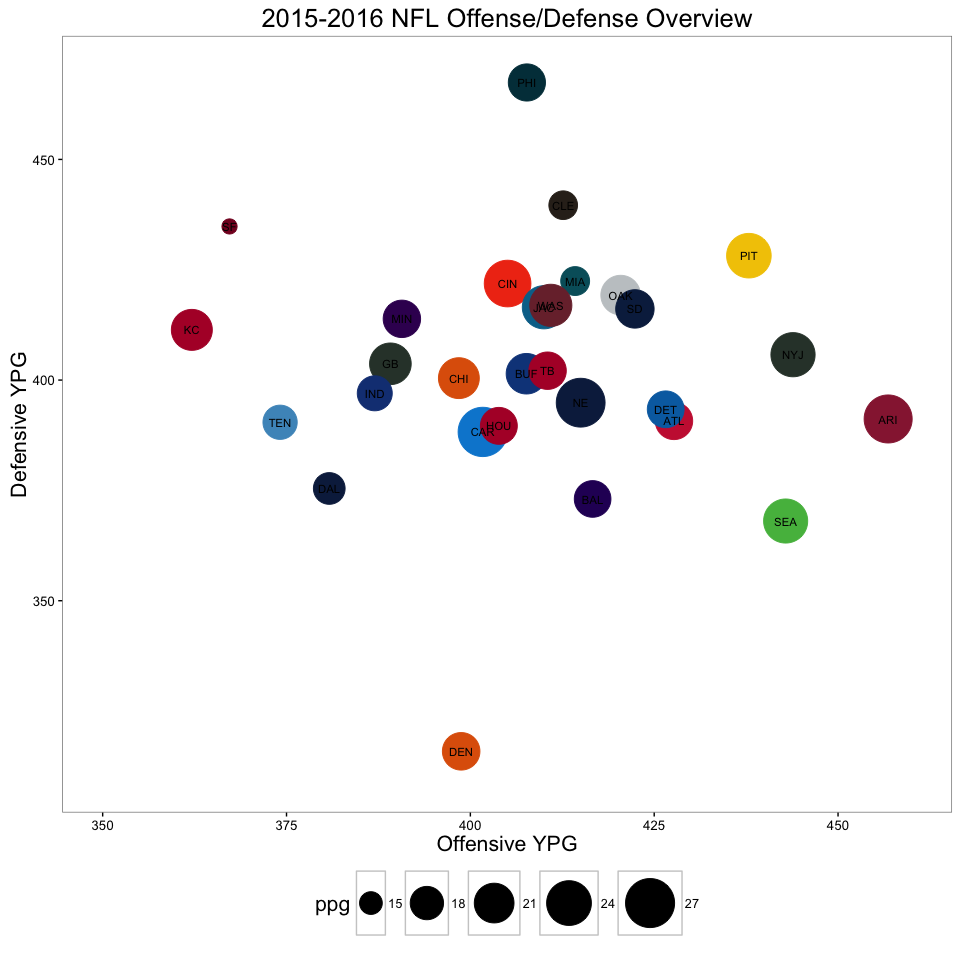 2015-2016 NFL Offense/Defense Overview
PHI
450
CLE
SF
PIT
CIN
MIA
OAK
JAC
WAS
SD
MIN
KC
NYJ
GB
TB
BUF
400
CHI
IND
NE
DET
ARI
ATL
TEN
HOU
CAR
DAL
BAL
SEA
350
DEN
Defensive YPG
350
375
400
425
450
Offensive YPG
ppg 15 18 21 24 27